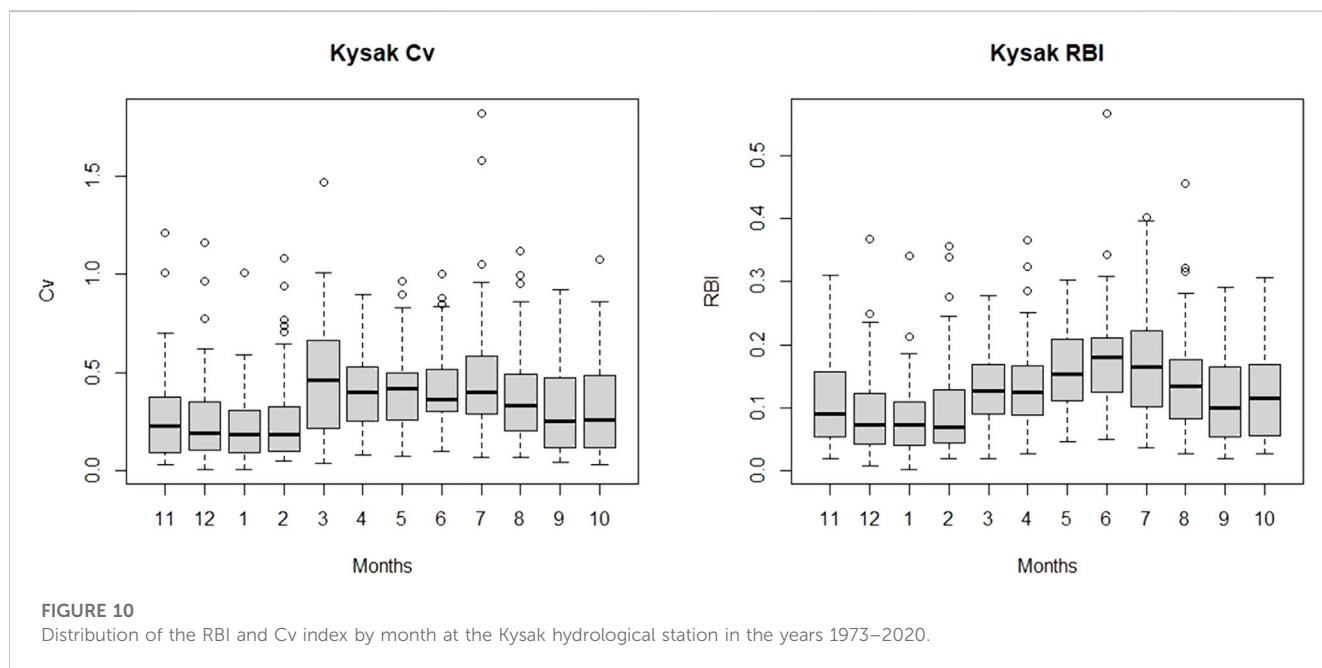 Kysak Cv
1.5
1.0
0.5
0.0
Cv
11 12 1 2 3 4 5 6 7 8 9 10
Months
Kysak RBI
0.5
0.4
0.3
0.2
0.1
0.0
RBI
11 12 1 2 3 4 5 6 7 8 9 10
Months
FIGURE 10
Distribution of the RBI and Cv index by month at the Kysak hydrological station in the years 1973–2020.